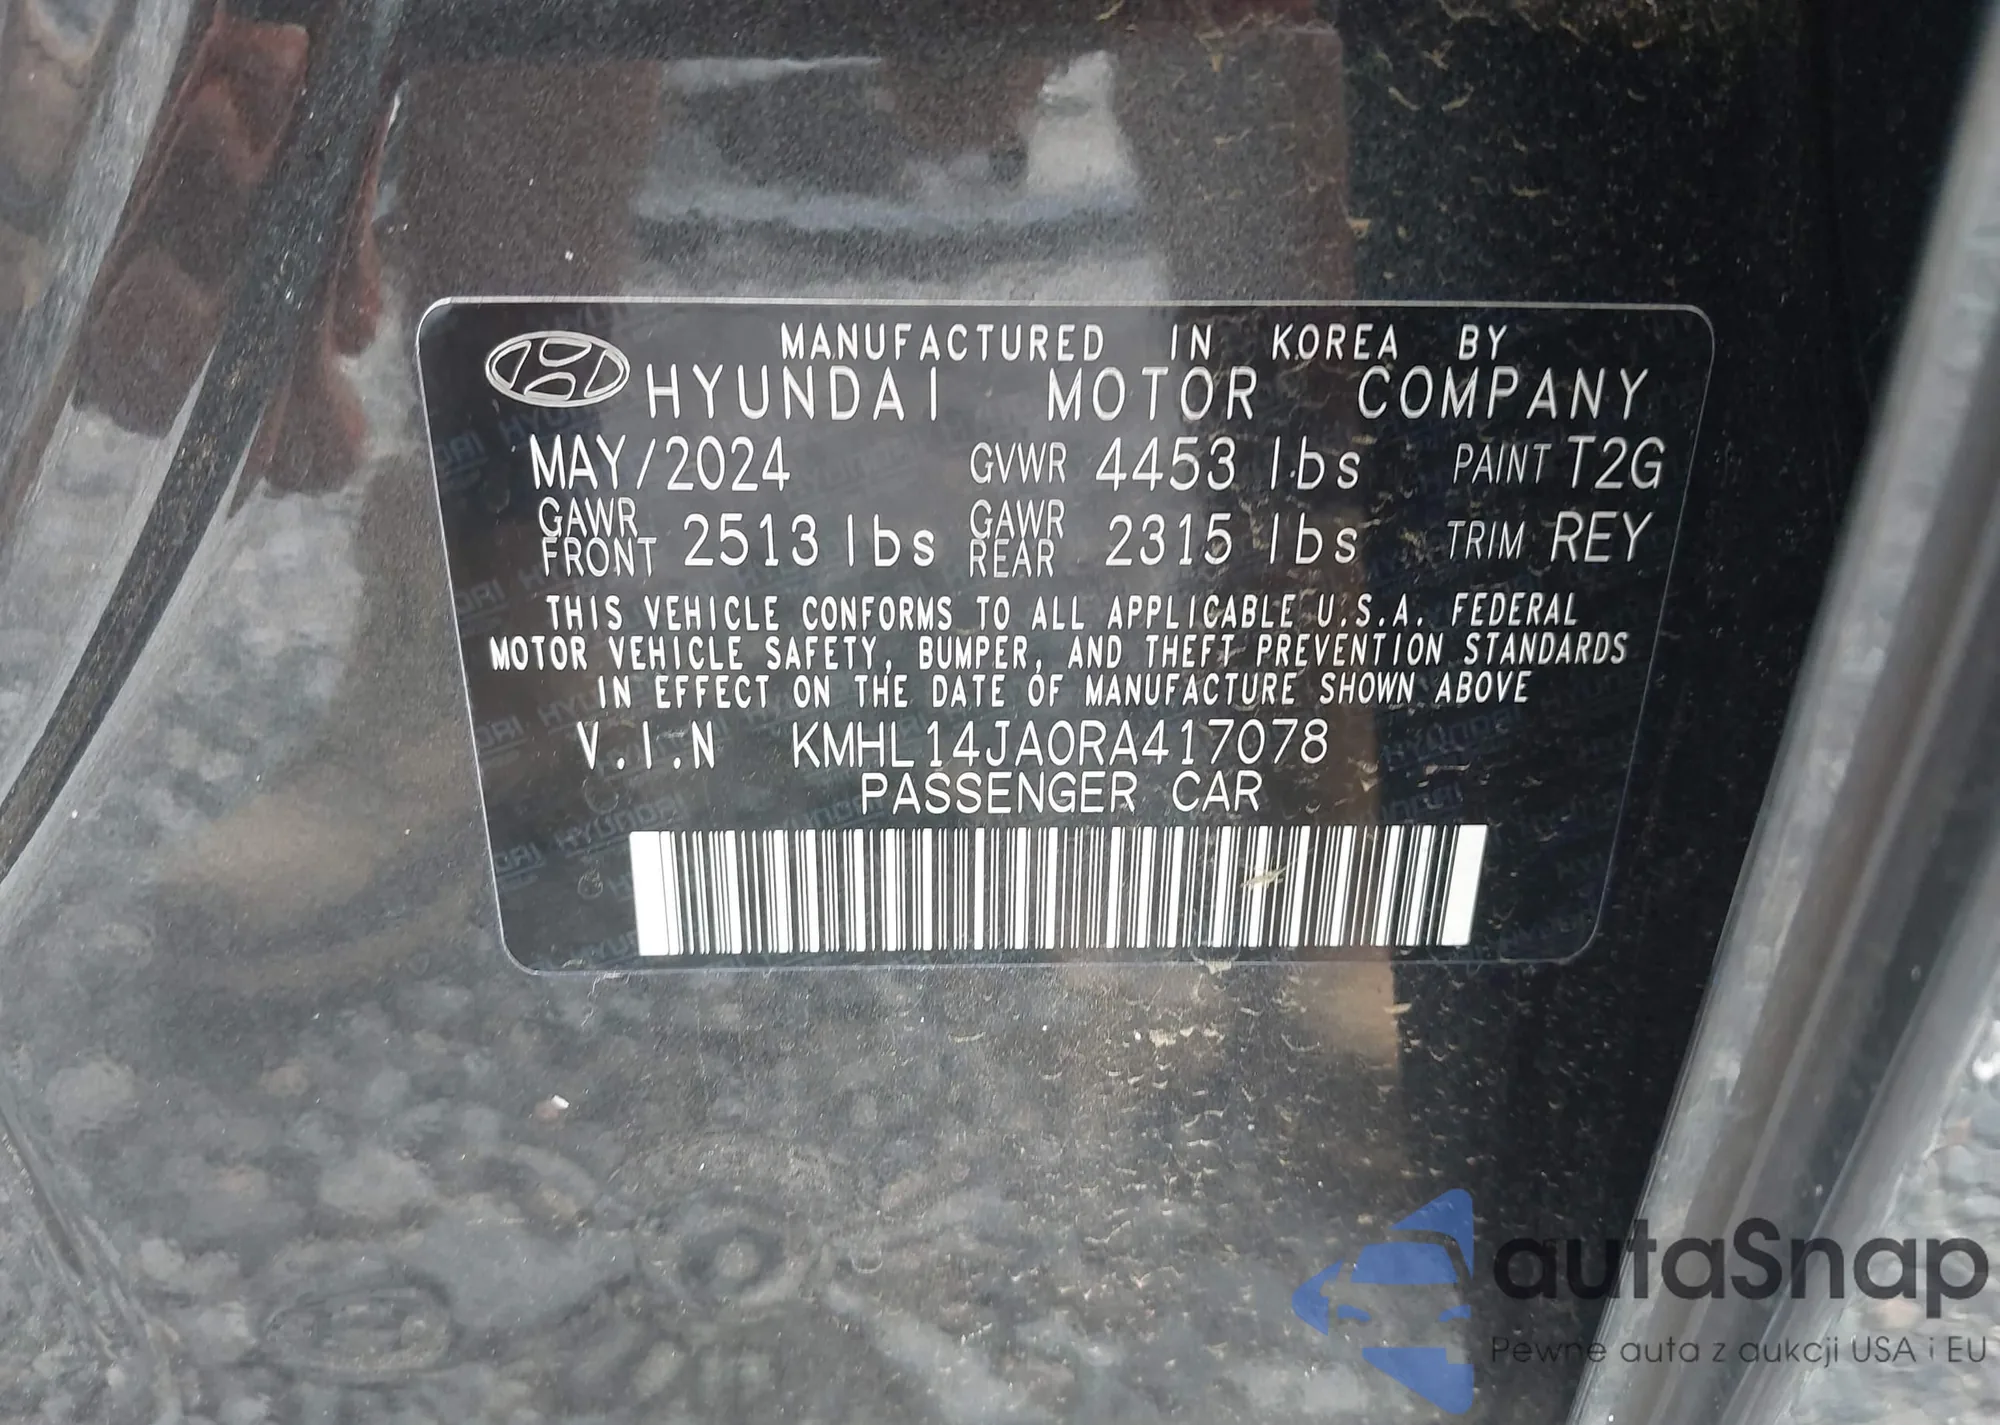 MANUFACTURED IN KOREA BY
HYUNDAI MOTOR COMPANY
MAY/2024 GVWR 4453 lbs PAINT T2G
GAWR FRONT 2513 lbs GAWR REAR 2315 lbs TRIM REY
THIS VEHICLE CONFORMS TO ALL APPLICABLE U.S.A. FEDERAL
MOTOR VEHICLE SAFETY, BUMPER, AND THEFT PREVENTION STANDARDS
IN EFFECT ON THE DATE OF MANUFACTURE SHOWN ABOVE
V.I.N KMHL14JA0RA417078
PASSENGER CAR
autaSnap
Pewne auta z aukcji USA i EU